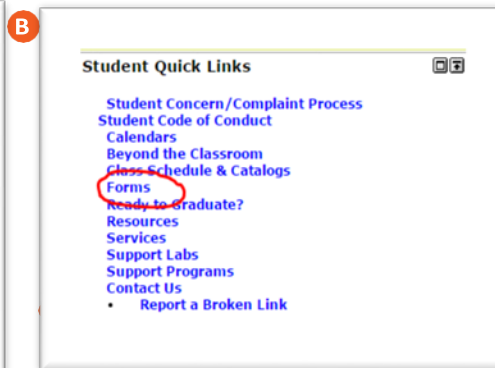 B
Student Quick Links
Student Concern/Complaint Process
Student Code of Conduct
Calendars
Beyond the Classroom
Class Schedule & Catalogs
Forms
Ready to Graduate?
Resources
Services
Support Labs
Support Programs
Contact Us
• Report a Broken Link